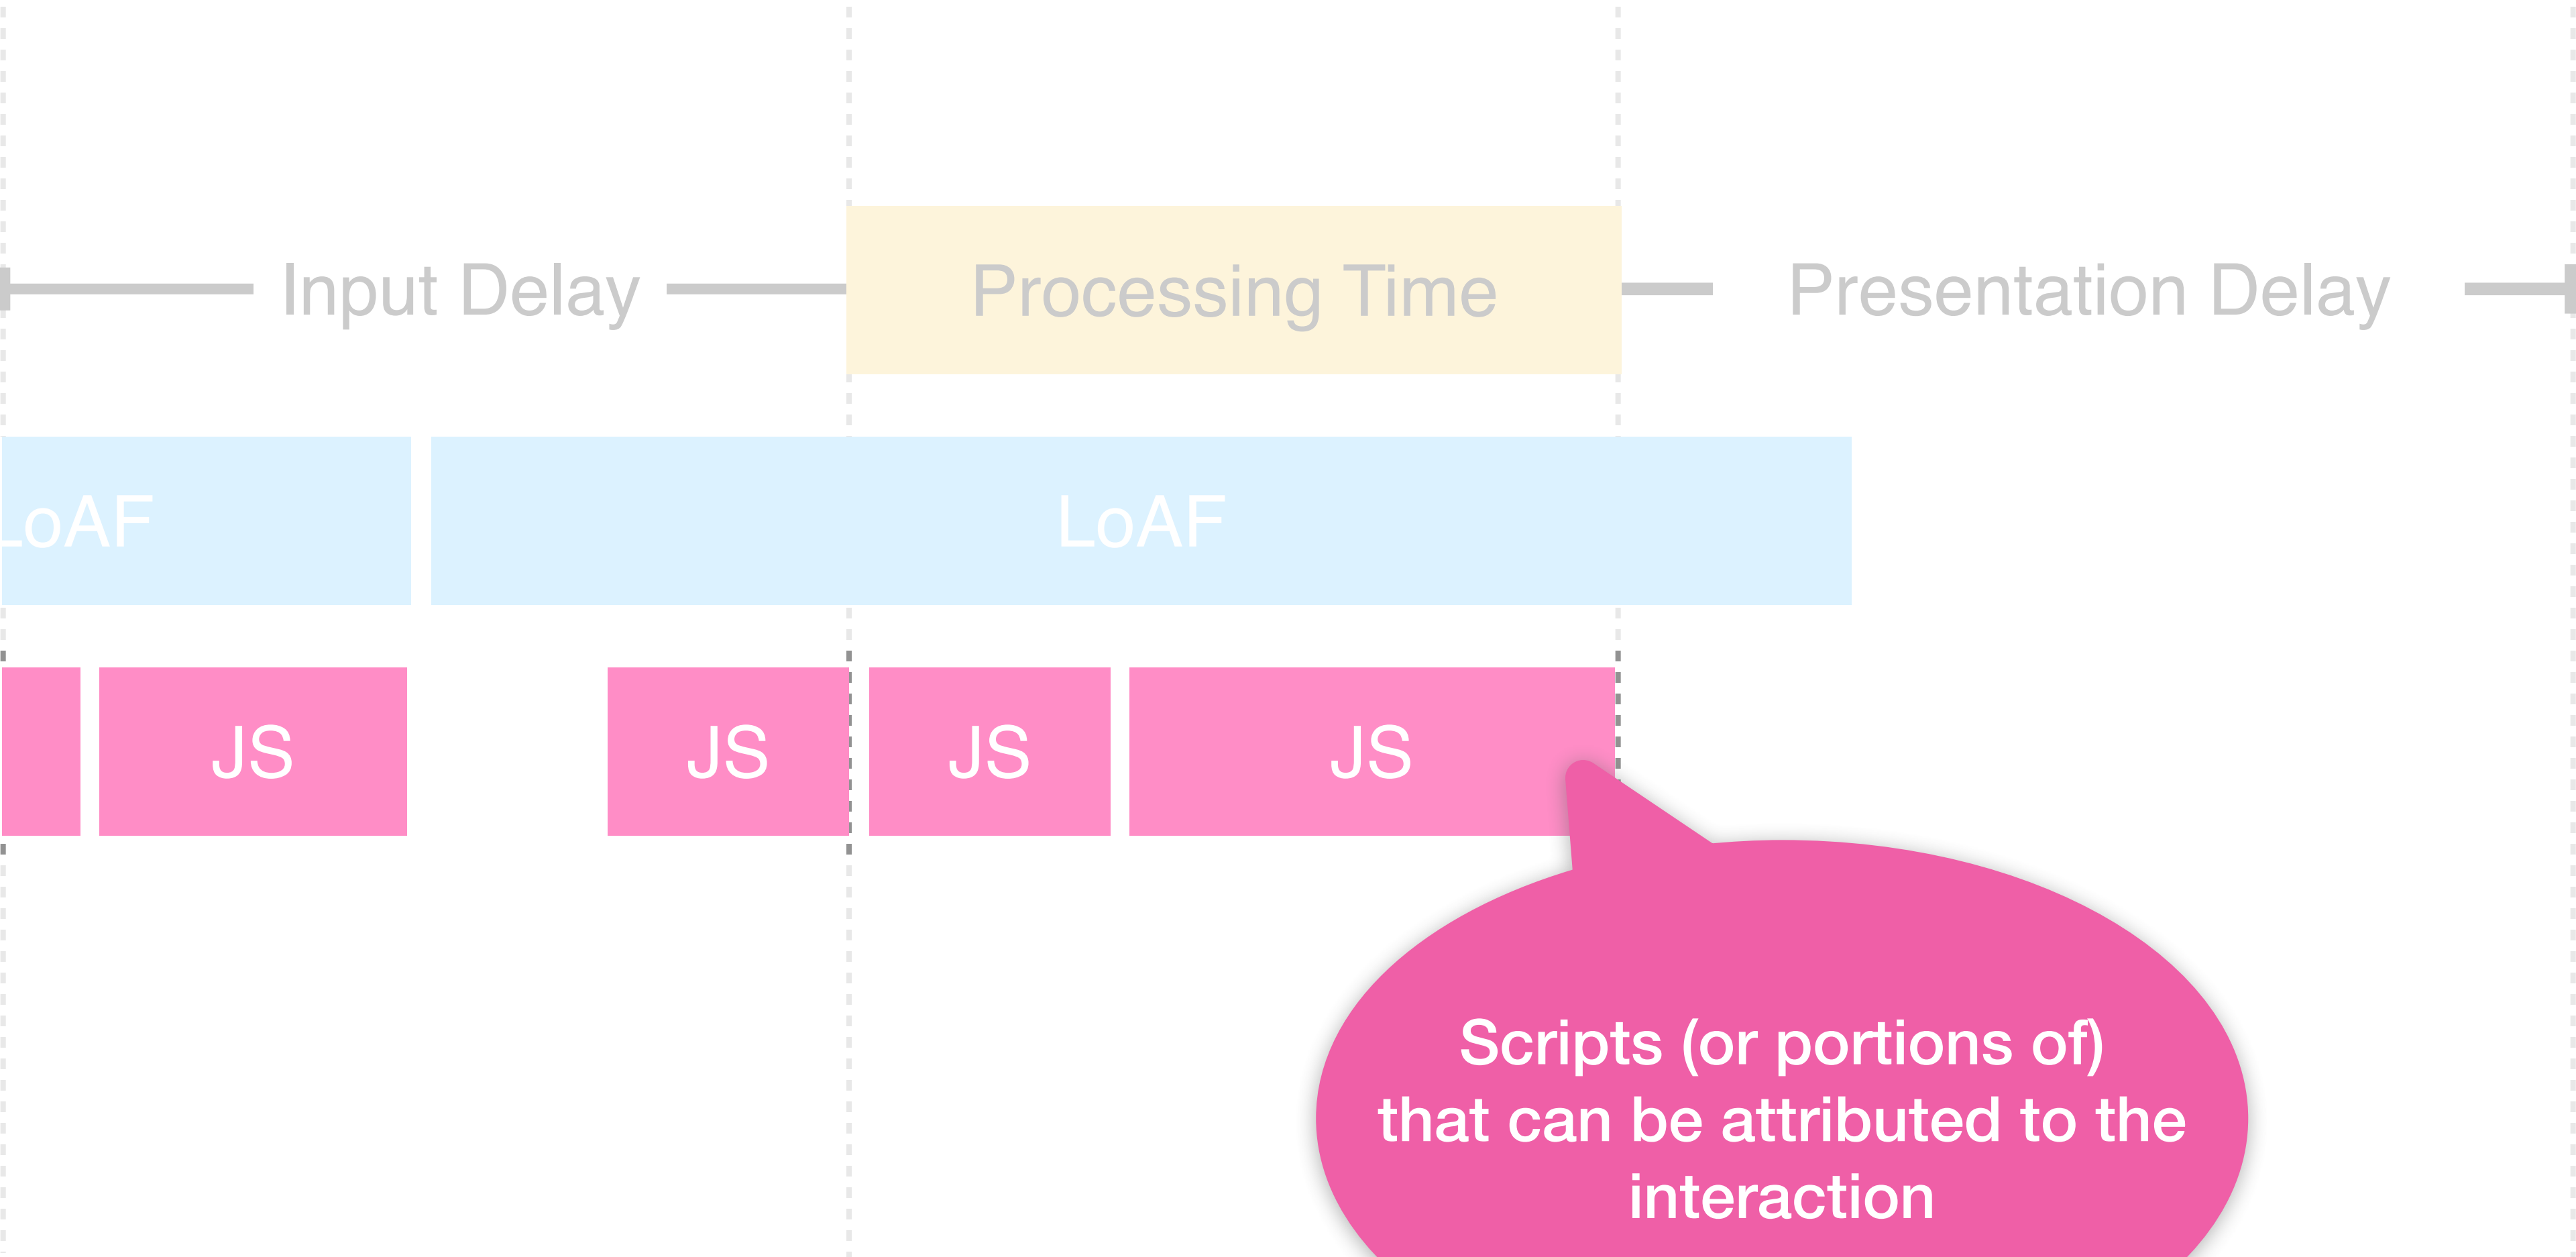 Input Delay
Processing Time
Presentation Delay
LoAF
LoAF
JS
JS
JS
JS
Scripts (or portions of)
that can be attributed to the
interaction